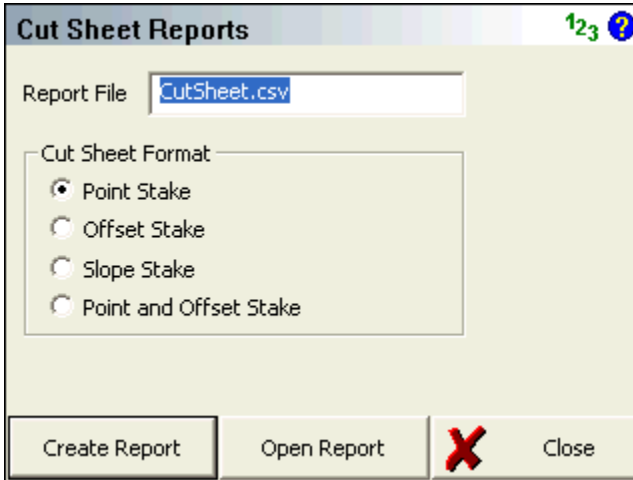 Cut Sheet Reports 123 ?
Report File CutSheet.csv
Cut Sheet Format
Point Stake
Offset Stake
Slope Stake
Point and Offset Stake
Create Report Open Report Close